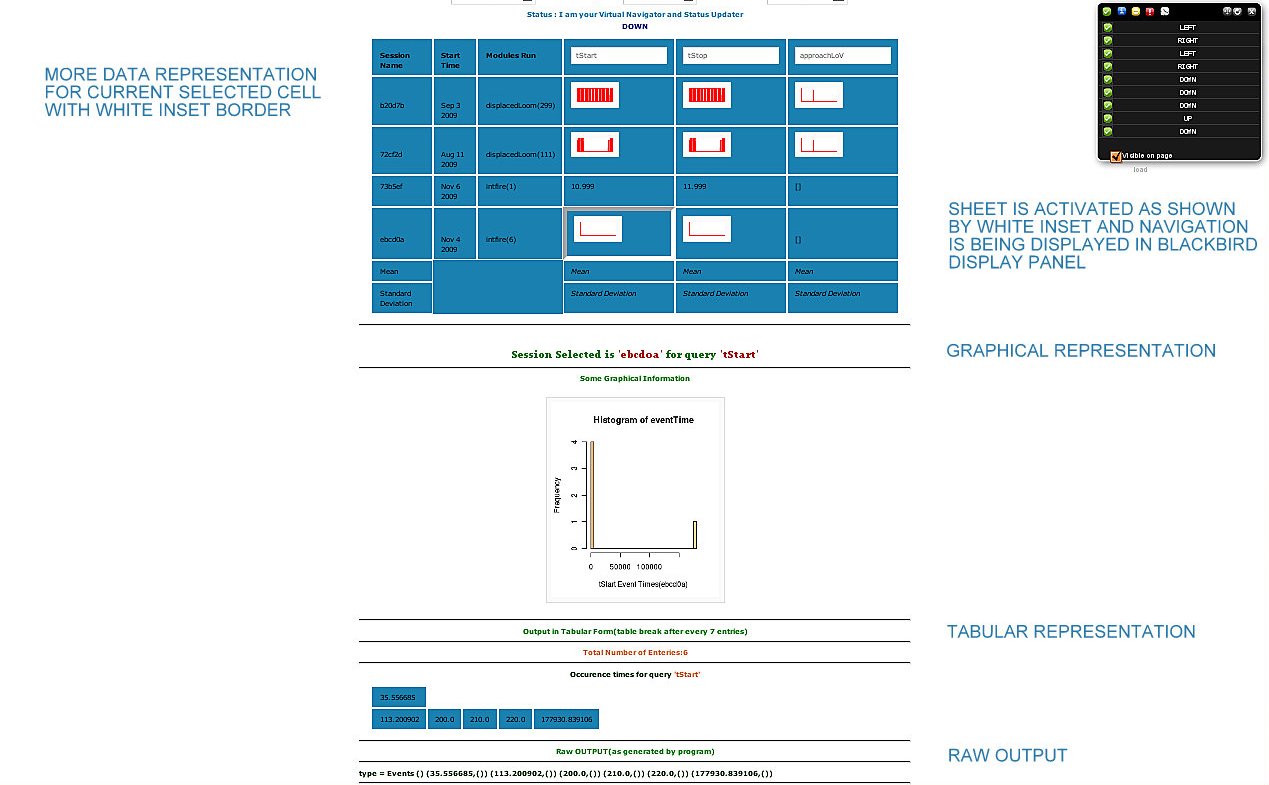 Status : I am your Virtual Navigator and Status Updater
DOWN
MORE DATA REPRESENTATION
FOR CURRENT SELECTED CELL
WITH WHITE INSET BORDER
Session Name Start Time Modules Run tStart tStop approachLoV
b20d7b Sep 3 2009 displacedLoom(299)
72cf2d Aug 11 2009 displacedLoom(111)
73b5ef Nov 6 2009 intfire(1) 10.999 11.999 []
ebcd0a Nov 4 2009 intfire(6) []
Mean Mean Mean Mean
Standard Deviation Standard Deviation Standard Deviation Standard Deviation
LEFT
RIGHT
LEFT
RIGHT
DOWN
DOWN
DOWN
UP
DOWN
Visible on page
load
SHEET IS ACTIVATED AS SHOWN
BY WHITE INSET AND NAVIGATION
IS BEING DISPLAYED IN BLACKBIRD
DISPLAY PANEL
Session Selected is 'ebcd0a' for query 'tStart'
GRAPHICAL REPRESENTATION
Some Graphical Information
Histogram of eventTime
Frequency
4
3
2
1
0
0 50000 100000
tStart Event Times(ebcd0a)
Output in Tabular Form(table break after every 7 entries)
TABULAR REPRESENTATION
Total Number of Enteries:6
Occurence times for query 'tStart'
35.556685
113.200902 200.0 210.0 220.0 177930.839106
Raw OUTPUT(as generated by program)
RAW OUTPUT
type = Events () (35.556685,()) (113.200902,()) (200.0,()) (210.0,()) (220.0,()) (177930.839106,())